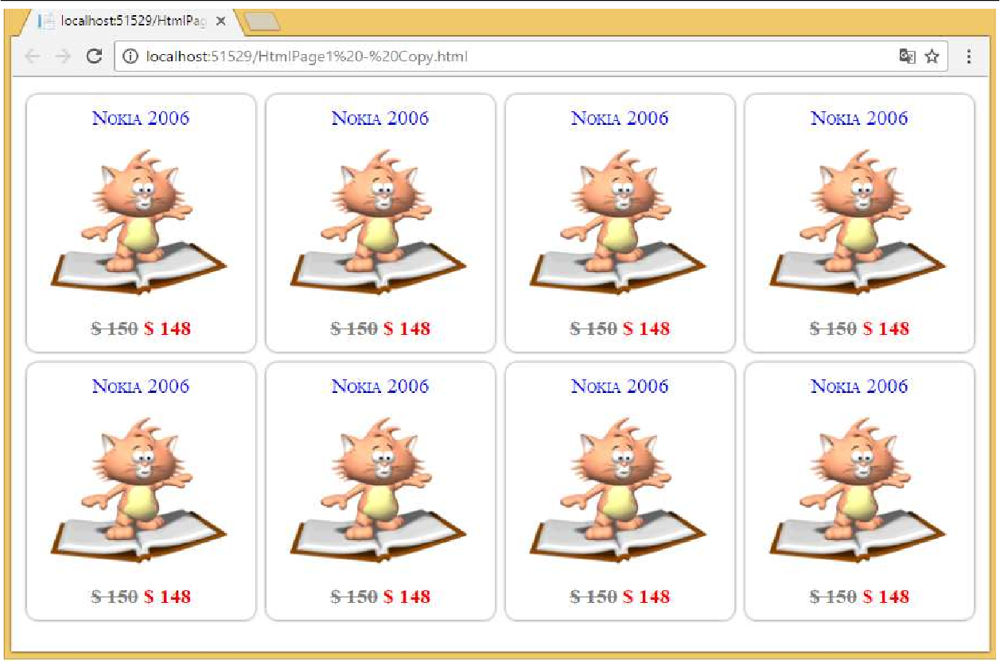 localhost:51529/HtmlPag
localhost:51529/HtmlPage1%20-%20Copy.html
Nokia 2006 Nokia 2006 Nokia 2006 Nokia 2006
$ 150 $ 148 $ 150 $ 148 $ 150 $ 148 $ 150 $ 148
Nokia 2006 Nokia 2006 Nokia 2006 Nokia 2006
$ 150 $ 148 $ 150 $ 148 $ 150 $ 148 $ 150 $ 148